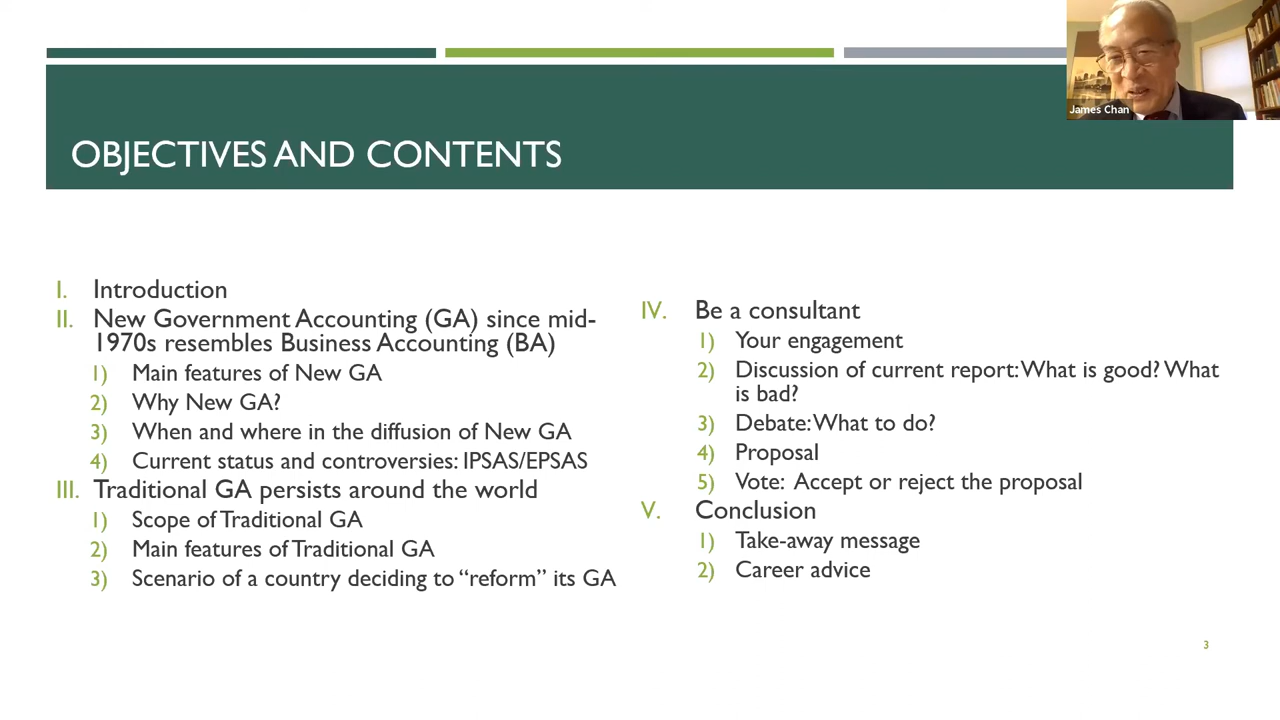 James Chan
OBJECTIVES AND CONTENTS
I. Introduction
II. New Government Accounting (GA) since mid-
1970s resembles Business Accounting (BA)
1) Main features of New GA
2) Why New GA?
3) When and where in the diffusion of New GA
4) Current status and controversies: IPSAS/EPSAS
III. Traditional GA persists around the world
1) Scope of Traditional GA
2) Main features of Traditional GA
3) Scenario of a country deciding to “reform” its GA
IV. Be a consultant
1) Your engagement
2) Discussion of current report: What is good? What
is bad?
3) Debate: What to do?
4) Proposal
5) Vote: Accept or reject the proposal
V. Conclusion
1) Take-away message
2) Career advice
3